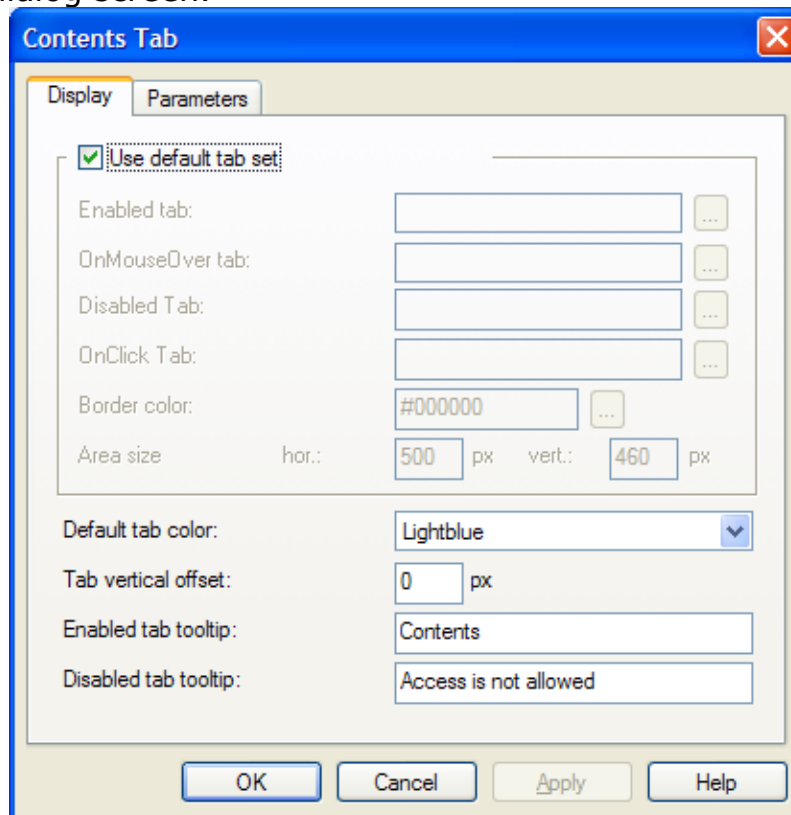 Contents Tab
Display Parameters
Use default tab set
Enabled tab: ...
OnMouseOver tab: ...
Disabled Tab: ...
OnClick Tab: ...
Border color: #000000 ...
Area size hor.: 500 px vert.: 460 px
Default tab color: Lightblue
Tab vertical offset: 0 px
Enabled tab tooltip: Contents
Disabled tab tooltip: Access is not allowed
OK Cancel Apply Help